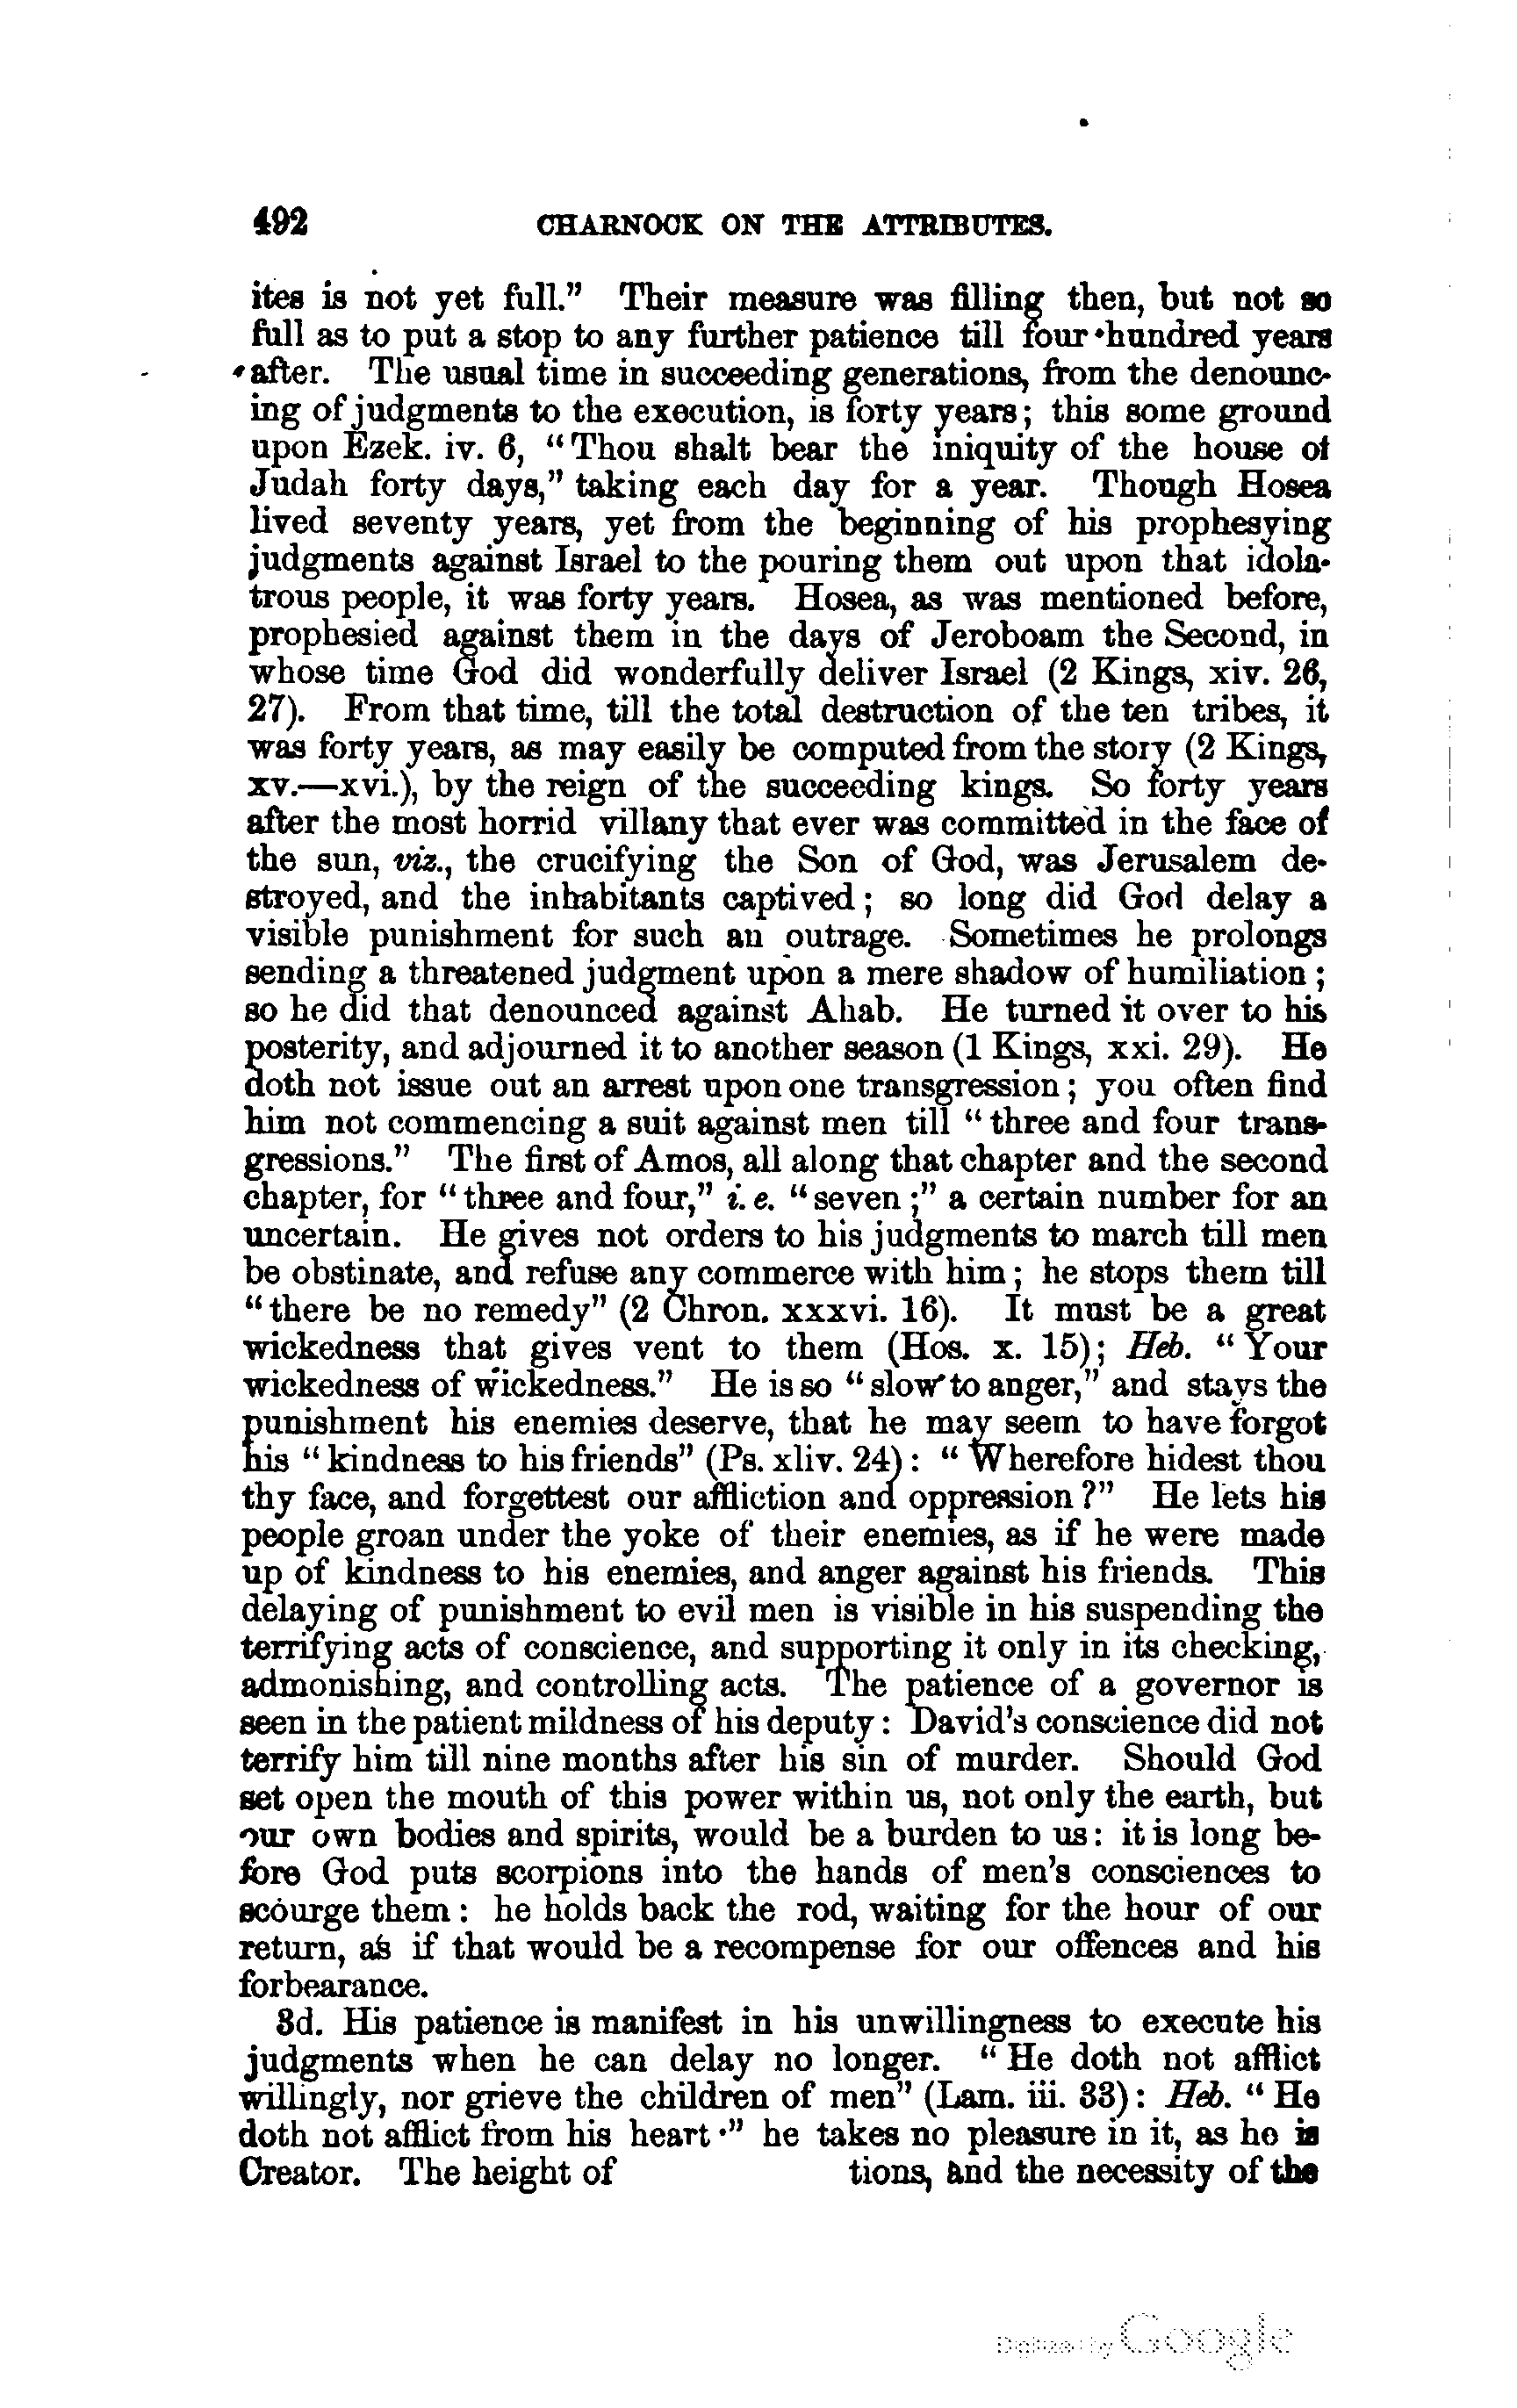 492 CHARNOCK ON THE ATTRIBUTES.
ites is not yet full.” Their measure was filling then, but not so
full as to put a stop to any further patience till four hundred years
after. The usual time in succeeding generations, from the denounc-
ing of judgments to the execution, is forty years; this some ground
upon Ezek. iv. 6, “Thou shalt bear the iniquity of the house of
Judah forty days,” taking each day for a year. Though Hosea
lived seventy years, yet from the beginning of his prophesying
judgments against Israel to the pouring them out upon that idola-
trous people, it was forty years. Hosea, as was mentioned before,
prophesied against them in the days of Jeroboam the Second, in
whose time God did wonderfully deliver Israel (2 Kings, xiv. 26,
27). From that time, till the total destruction of the ten tribes, it
was forty years, as may easily be computed from the story (2 Kings,
xv.—xvi.), by the reign of the succeeding kings. So forty years
after the most horrid villany that ever was committed in the face of
the sun, viz., the crucifying the Son of God, was Jerusalem de-
stroyed, and the inhabitants captived; so long did God delay a
visible punishment for such an outrage. Sometimes he prolongs
sending a threatened judgment upon a mere shadow of humiliation;
so he did that denounced against Ahab. He turned it over to his
posterity, and adjourned it to another season (1 Kings, xxi. 29). He
doth not issue out an arrest upon one transgression; you often find
him not commencing a suit against men till “three and four trans-
gressions.” The first of Amos, all along that chapter and the second
chapter, for “three and four,” i. e. “seven;” a certain number for an
uncertain. He gives not orders to his judgments to march till men
be obstinate, and refuse any commerce with him; he stops them till
“there be no remedy” (2 Chron. xxxvi. 16). It must be a great
wickedness that gives vent to them (Hos. x. 15); Heb. “Your
wickedness of wickedness.” He is so “slow to anger,” and stays the
punishment his enemies deserve, that he may seem to have forgot
his “kindness to his friends” (Ps. xliv. 24): “Wherefore hidest thou
thy face, and forgettest our affliction and oppression?” He lets his
people groan under the yoke of their enemies, as if he were made
up of kindness to his enemies, and anger against his friends. This
delaying of punishment to evil men is visible in his suspending the
terrifying acts of conscience, and supporting it only in its checking,
admonishing, and controlling acts. The patience of a governor is
seen in the patient mildness of his deputy: David’s conscience did not
terrify him till nine months after his sin of murder. Should God
set open the mouth of this power within us, not only the earth, but
our own bodies and spirits, would be a burden to us: it is long be-
fore God puts scorpions into the hands of men’s consciences to
scourge them: he holds back the rod, waiting for the hour of our
return, as if that would be a recompense for our offences and his
forbearance.
3d. His patience is manifest in his unwillingness to execute his
judgments when he can delay no longer. “He doth not afflict
willingly, nor grieve the children of men” (Lam. iii. 33): Heb. “He
doth not afflict from his heart·” he takes no pleasure in it, as he is
Creator. The height of tions, and the necessity of the
Digitized by Google